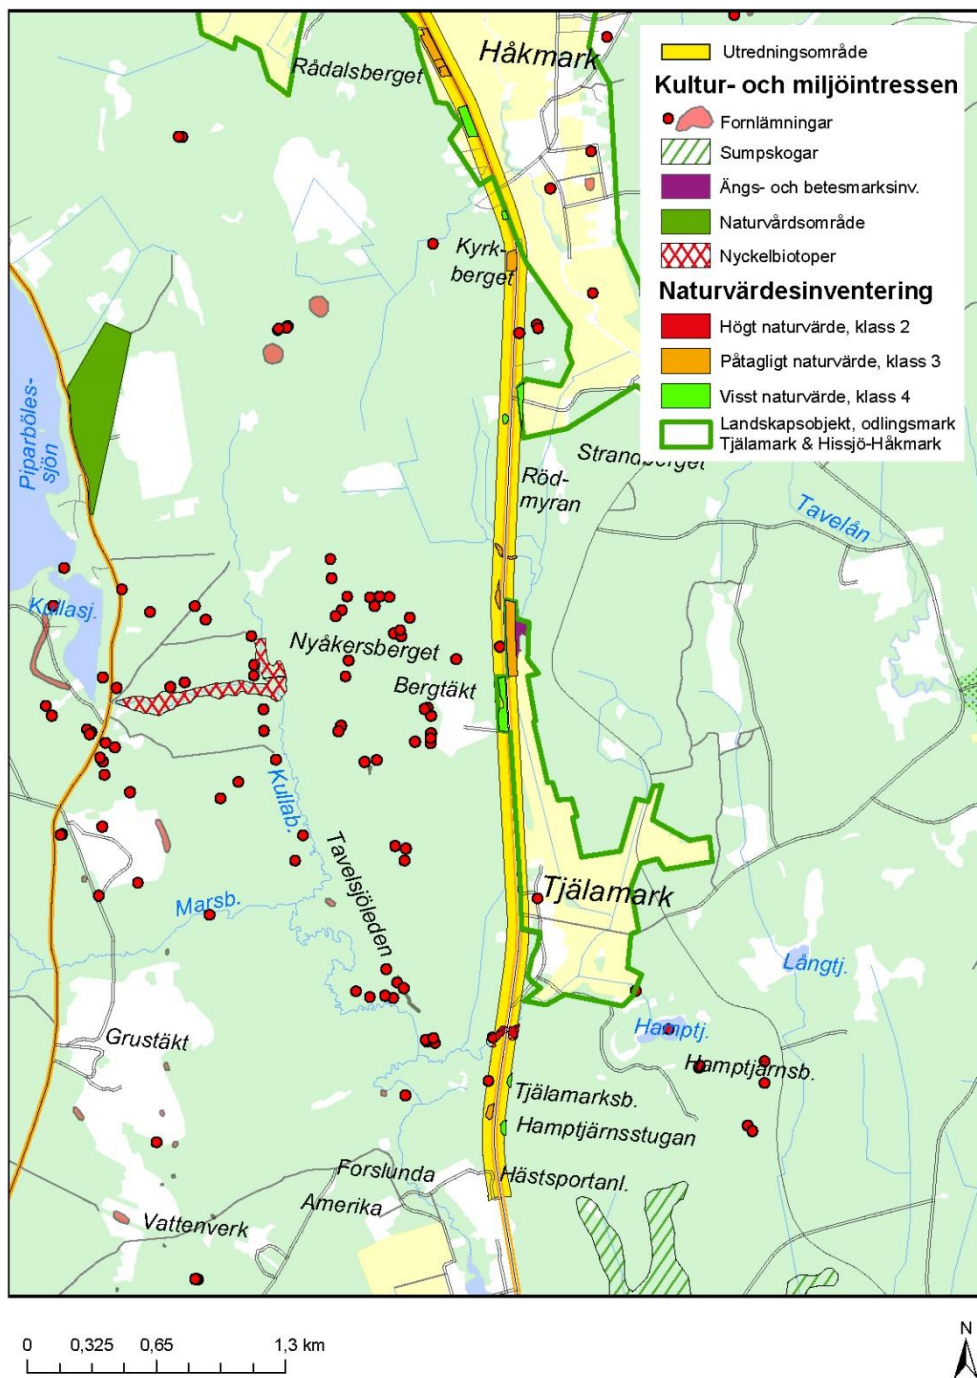 Håkmark
Rådalsberget
Utredningsområde
Kultur- och miljöintressen
Fornlämningar
Sumpskogar
Ängs- och betesmarksinv.
Naturvårdsområde
Nyckelbiotoper
Naturvärdesinventering
Högt naturvärde, klass 2
Påtagligt naturvärde, klass 3
Visst naturvärde, klass 4
Landskapsobjekt, odlingsmark
Tjälamark & Hissjö-Håkmark
Kyrk-
berget
Piparböles-
sjön
Strandberget
Röd-
myran
Tavelån
Kullasj.
Nyåkersberget
Bergtäkt
Kullab.
Tavelsjöleden
Tjälamark
Marsb.
Långtj.
Hamptj.
Grustäkt
Hamptjärnsb.
Tjälamarksb.
Hamptjärnsstugan
Forslunda
Hästsportanl.
Amerika
Vattenverk
0 0,325 0,65 1,3 km
N